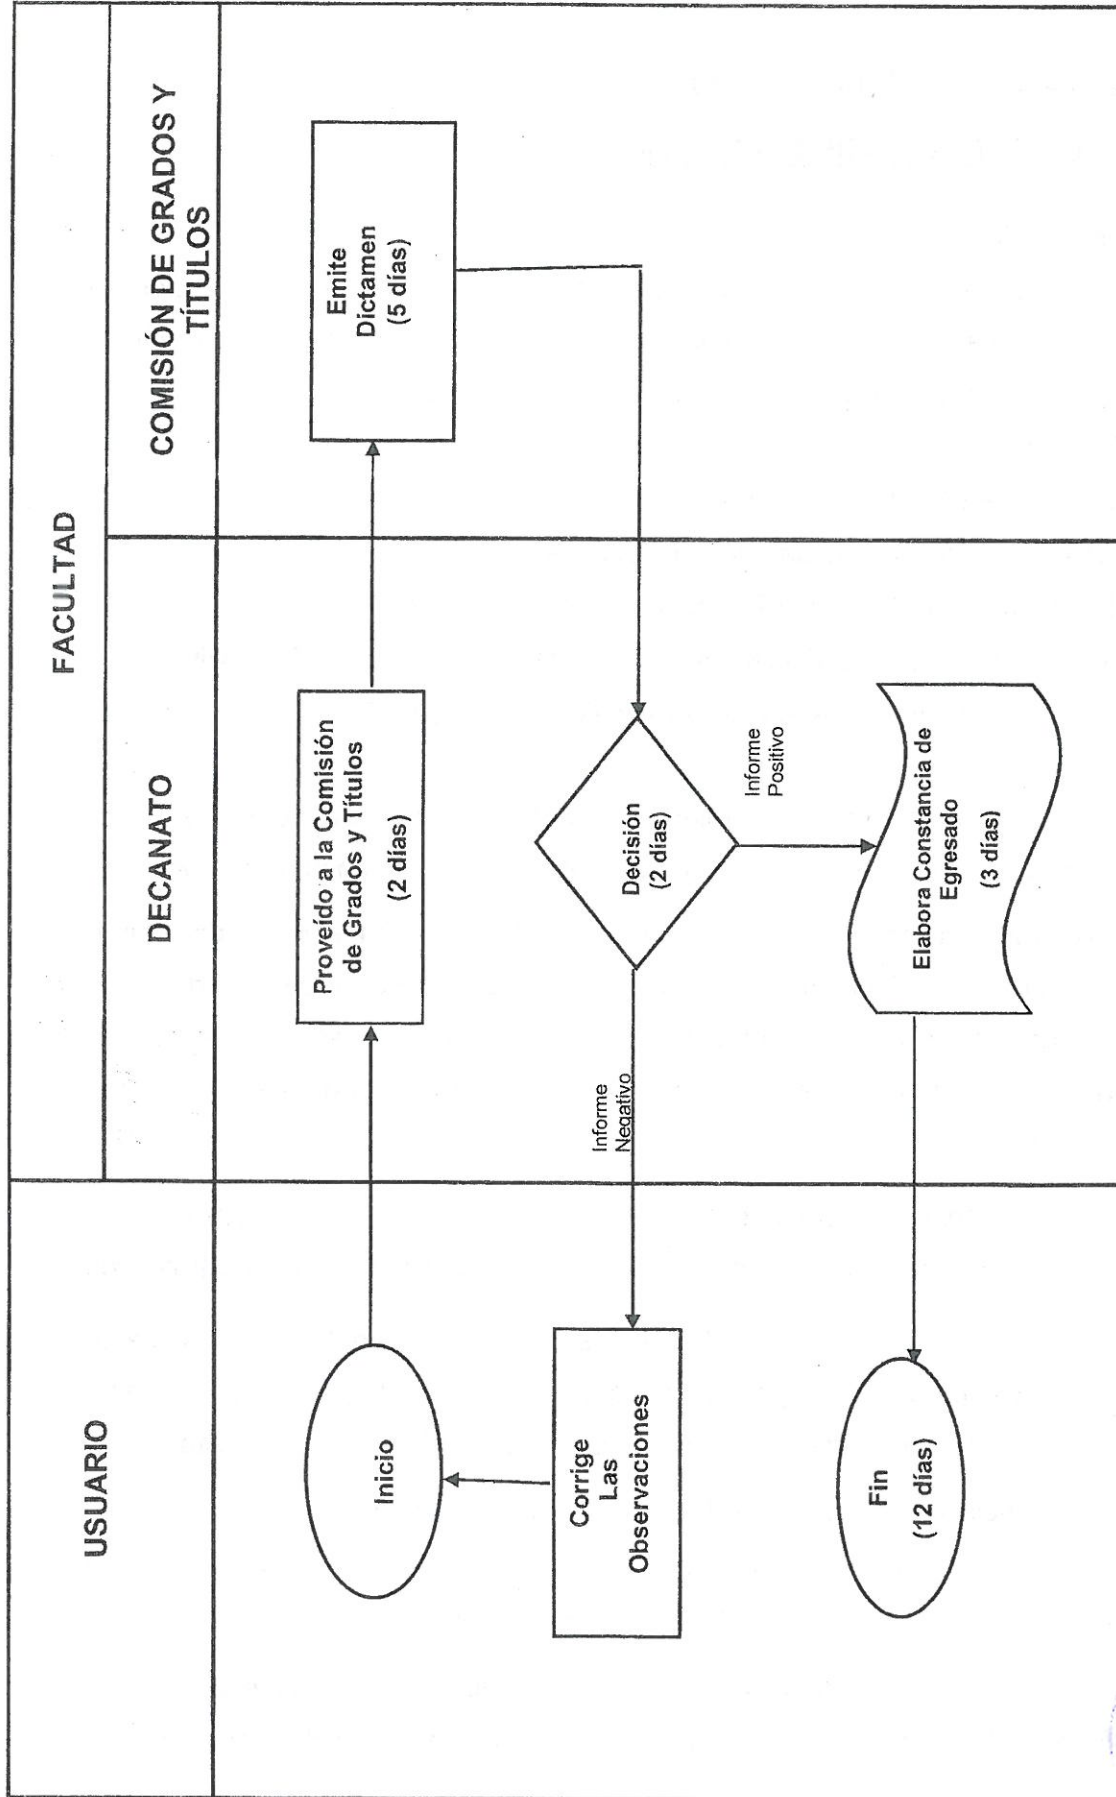 USUARIO
FACULTAD
DECANATO
COMISIÓN DE GRADOS Y
TÍTULOS
Inicio
Proveído a la Comisión
de Grados y Títulos
(2 días)
Emite
Dictamen
(5 días)
Corrige
Las
Observaciones
Informe
Negativo
Decisión
(2 días)
Informe
Positivo
Elabora Constancia de
Egresado
(3 días)
Fin
(12 días)